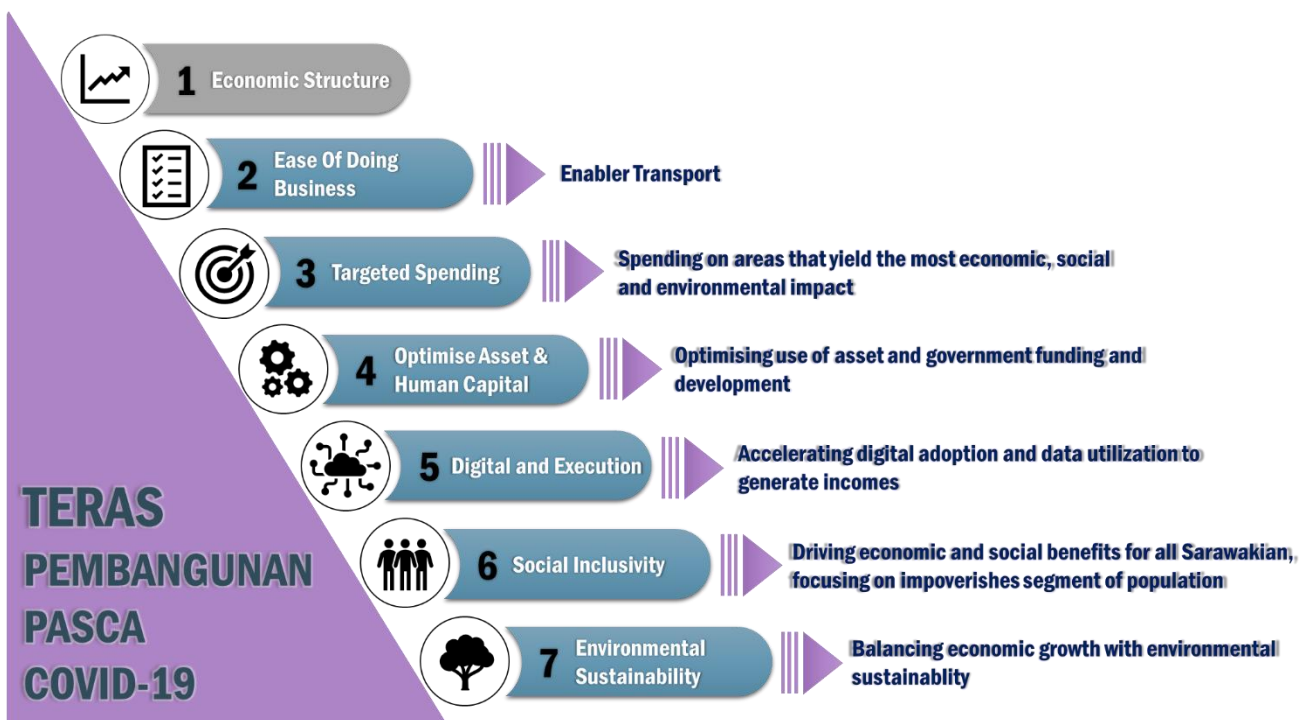 1 Economic Structure
2 Ease Of Doing
Business
Enabler Transport
3 Targeted Spending
Spending on areas that yield the most economic, social
and environmental impact
4 Optimise Asset &
Human Capital
Optimising use of asset and government funding and
development
5 Digital and Execution
Accelerating digital adoption and data utilization to
generate incomes
6 Social Inclusivity
Driving economic and social benefits for all Sarawakian,
focusing on impoverishes segment of population
7 Environmental
Sustainability
Balancing economic growth with environmental
sustainablity
TERAS
PEMBANGUNAN
PASCA
COVID-19